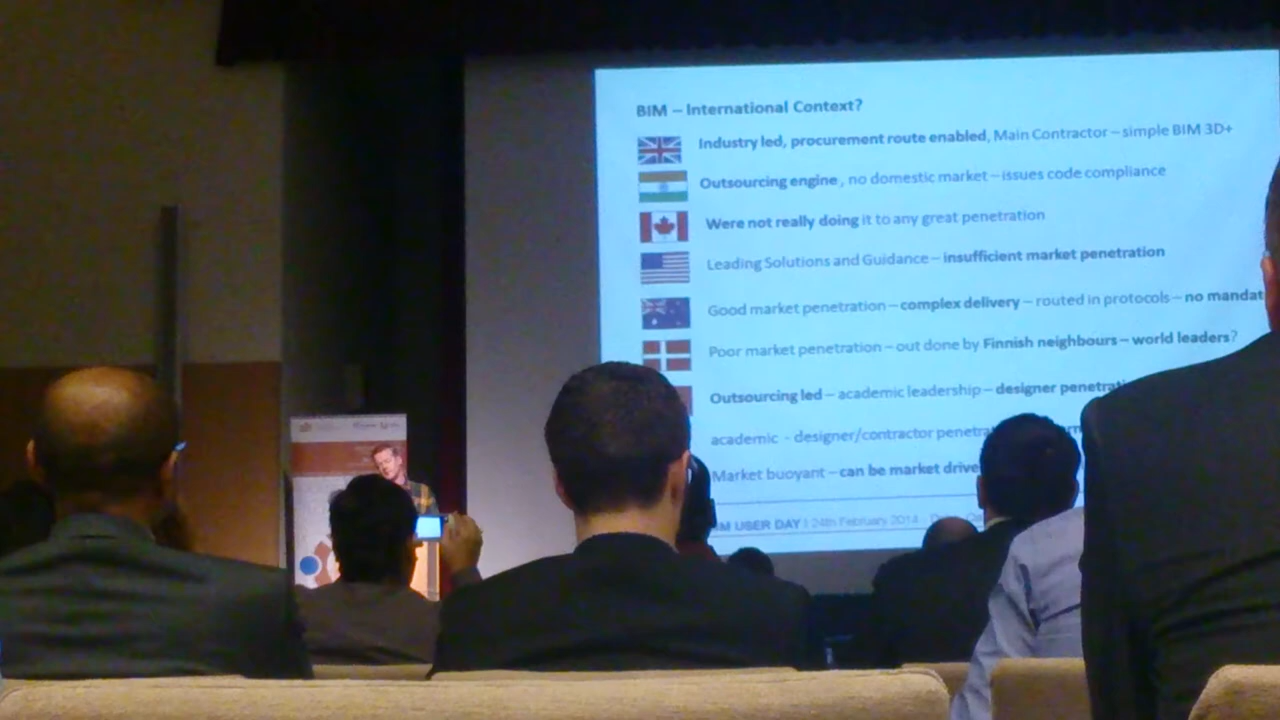 BIM – International Context?
Industry led, procurement route enabled, Main Contractor – simple BIM 3D+
Outsourcing engine , no domestic market – issues code compliance
Were not really doing it to any great penetration
Leading Solutions and Guidance – insufficient market penetration
Good market penetration – complex delivery – routed in protocols – no mandat
Poor market penetration – out done by Finnish neighbours – world leaders?
Outsourcing led – academic leadership – designer penetrati
academic - designer/contractor penetra
Market buoyant – can be market drive
IM USER DAY | 24th February 2014